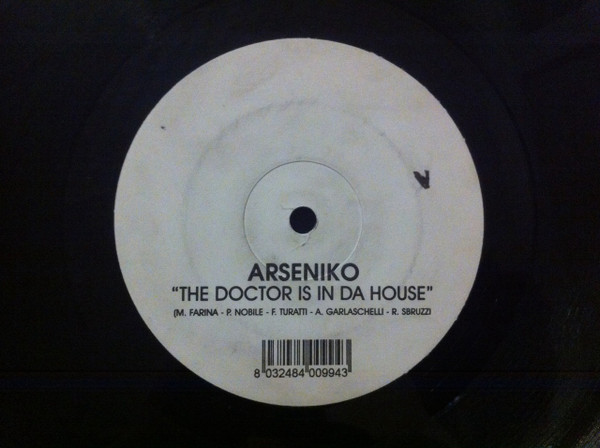 ARSENIKO
"THE DOCTOR IS IN DA HOUSE"
(M. FARINA - P. NOBILE - F. TURATTI - A. GARLASCHELLI - R. SBRUZZI
8 032484 009943